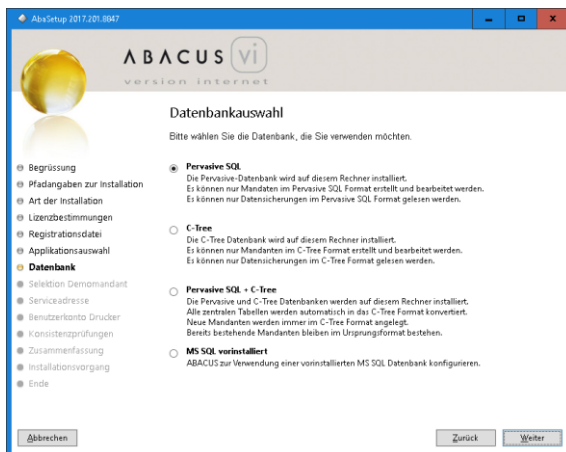 AbaSetup 2017.201.8847
ABACUS vi
version internet
Datenbankauswahl
Bitte wählen Sie die Datenbank, die Sie verwenden möchten.
Begrüssung
Pfadangaben zur Installation
Art der Installation
Lizenzbestimmungen
Registrationsdatei
Applikationsauswahl
Datenbank
Selektion Demomandant
Serviceadresse
Benutzerkonto Drucker
Konsistenzprüfungen
Zusammenfassung
Installationsvorgang
Ende
Pervasive SQL
Die Pervasive-Datenbank wird auf diesem Rechner installiert.
Es können nur Mandaten im Pervasive SQL Format erstellt und bearbeitet werden.
Es können nur Datensicherungen im Pervasive SQL Format gelesen werden.
C-Tree
Die C-Tree Datenbank wird auf diesem Rechner installiert.
Es können nur Mandanten im C-Tree Format erstellt und bearbeitet werden.
Es können nur Datensicherungen im C-Tree Format gelesen werden.
Pervasive SQL + C-Tree
Die Pervasive und C-Tree Datenbanken werden auf diesem Rechner installiert.
Alle zentralen Tabellen werden automatisch in das C-Tree Format konvertiert.
Neue Mandanten werden immer im C-Tree Format angelegt.
Bereits bestehende Mandanten bleiben im Ursprungsformat bestehen.
MS SQL vorinstalliert
ABACUS zur Verwendung einer vorinstallierten MS SQL Datenbank konfigurieren.
Abbrechen
Zurück
Weiter